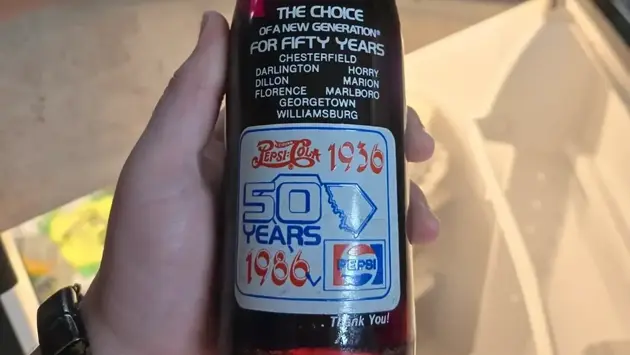 THE CHOICE
OF A NEW GENERATION®
FOR FIFTY YEARS
CHESTERFIELD
DARLINGTON HORRY
DILLON MARION
FLORENCE MARLBORO
GEORGETOWN
WILLIAMSBURG
PEPSI-COLA 1936
50
YEARS
1986
PEPSI
Thank You!